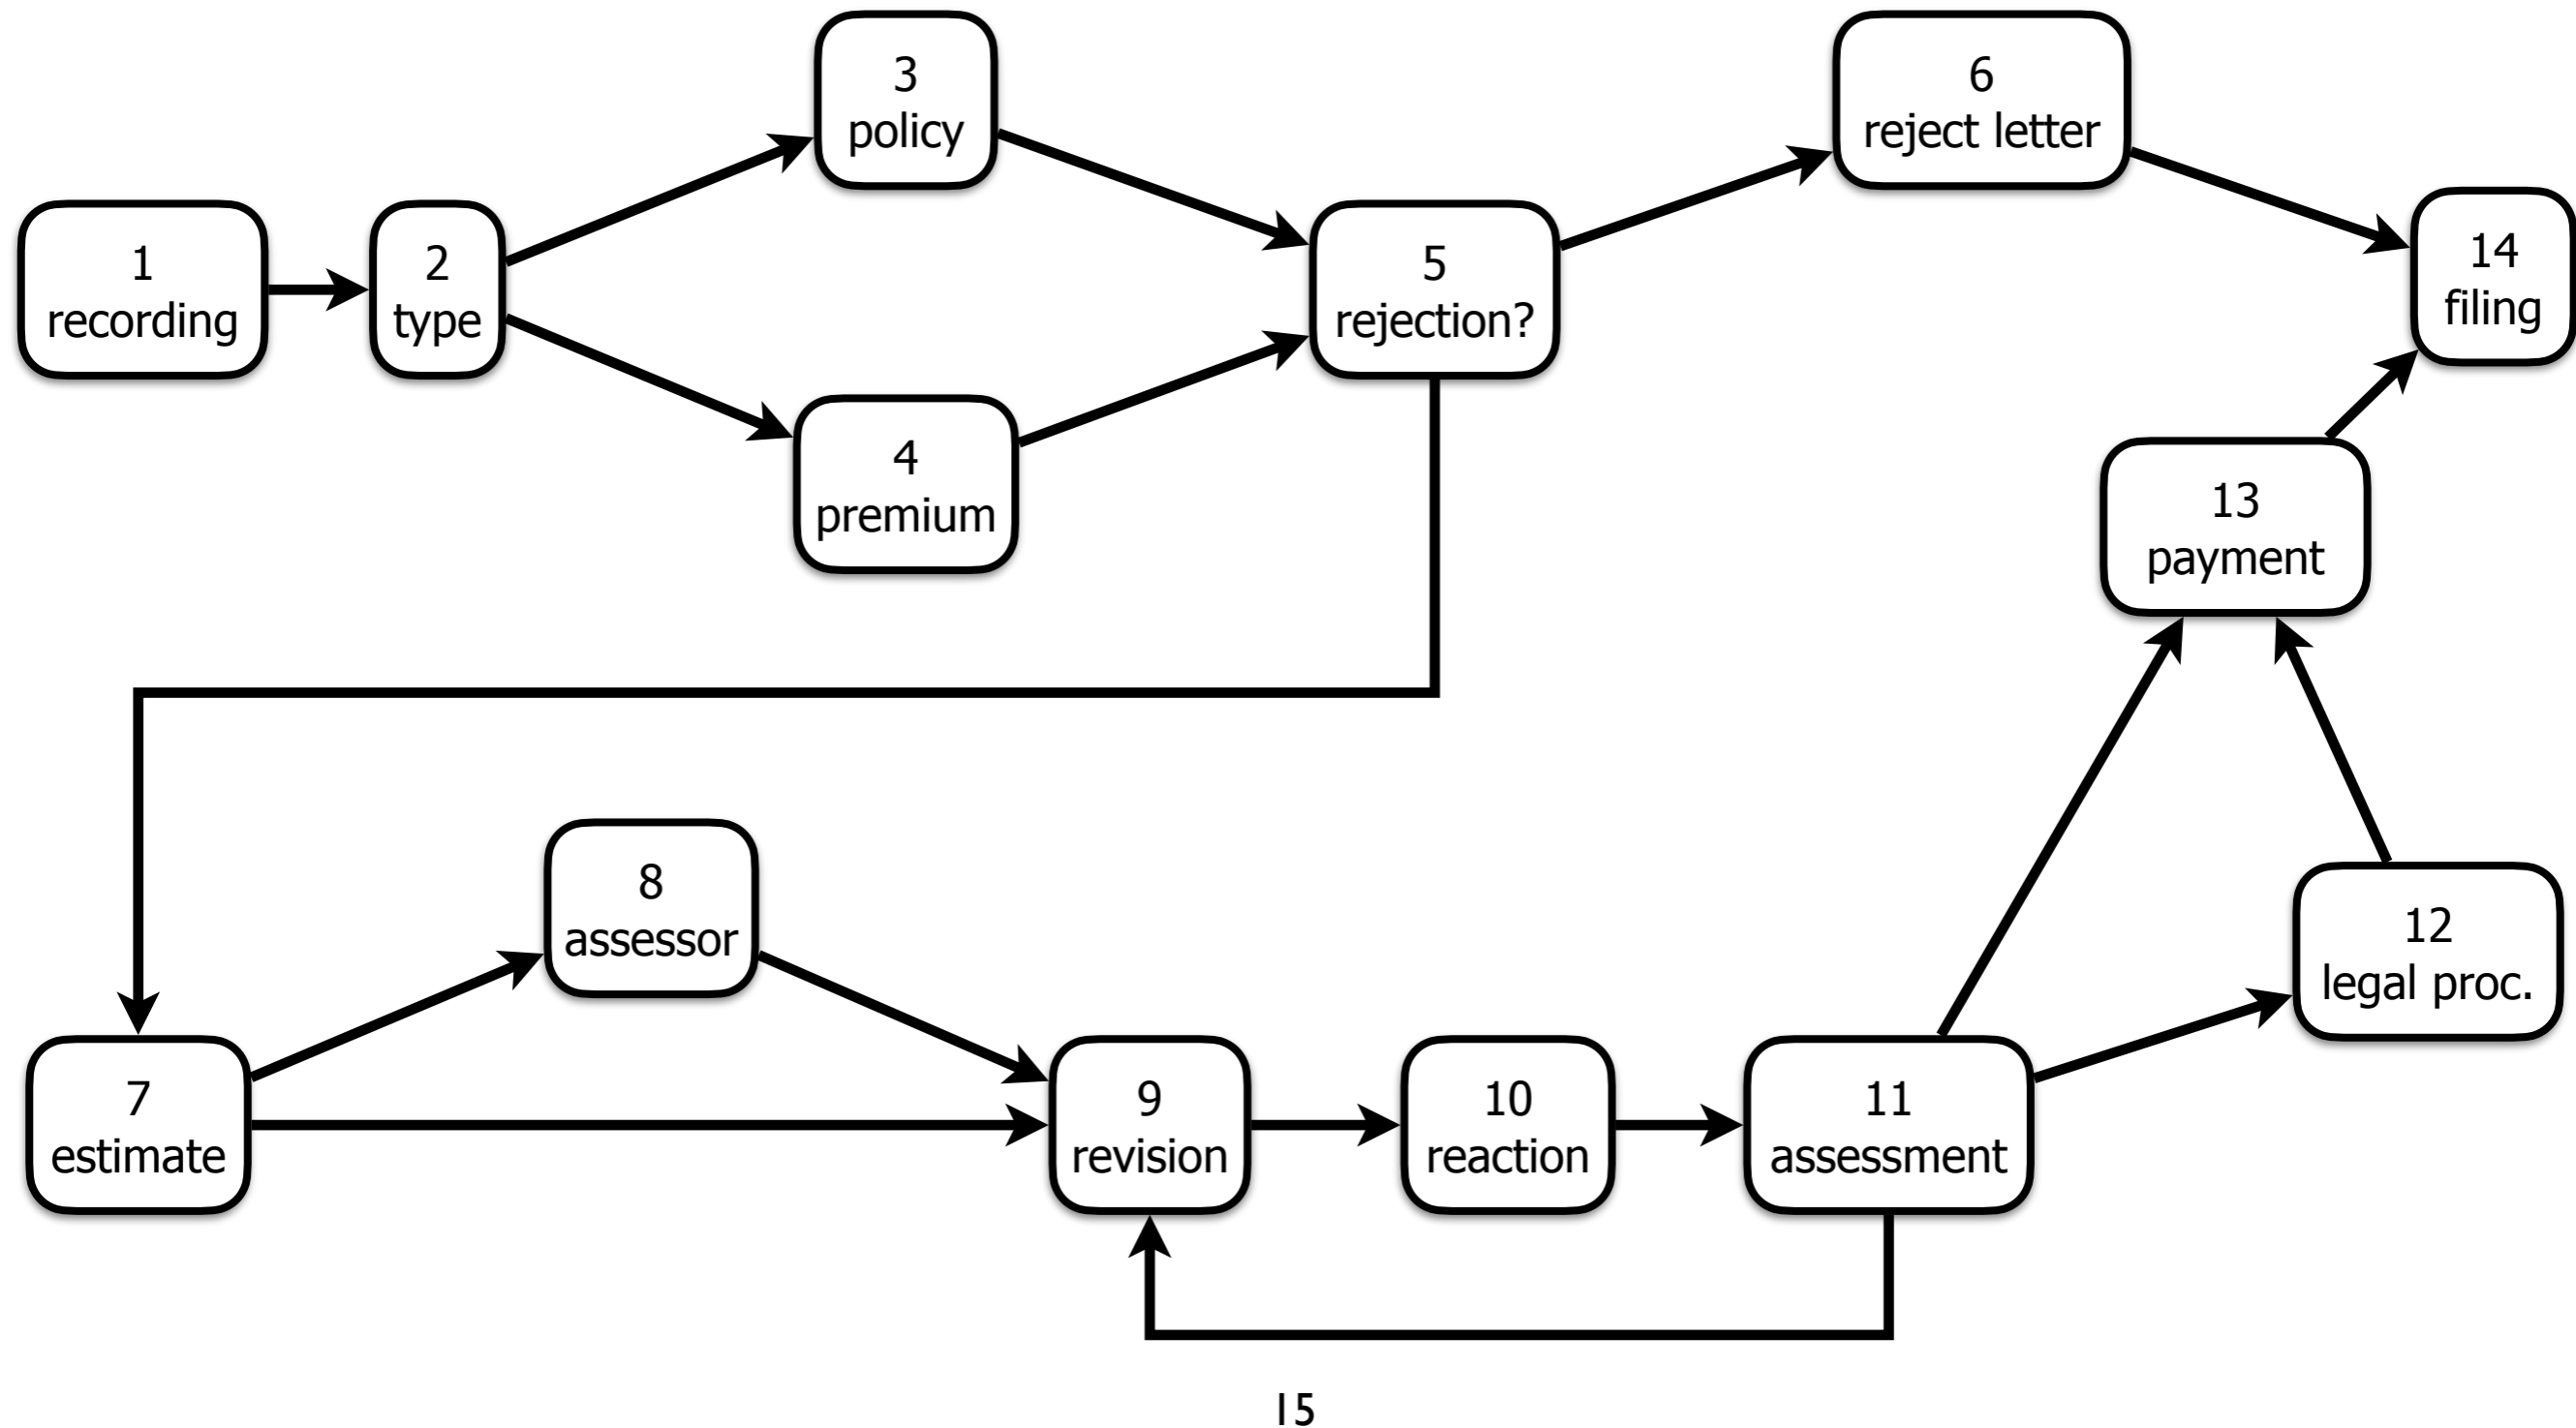 1
recording
2
type
3
policy
4
premium
5
rejection?
6
reject letter
14
filing
13
payment
7
estimate
8
assessor
9
revision
10
reaction
11
assessment
12
legal proc.
15